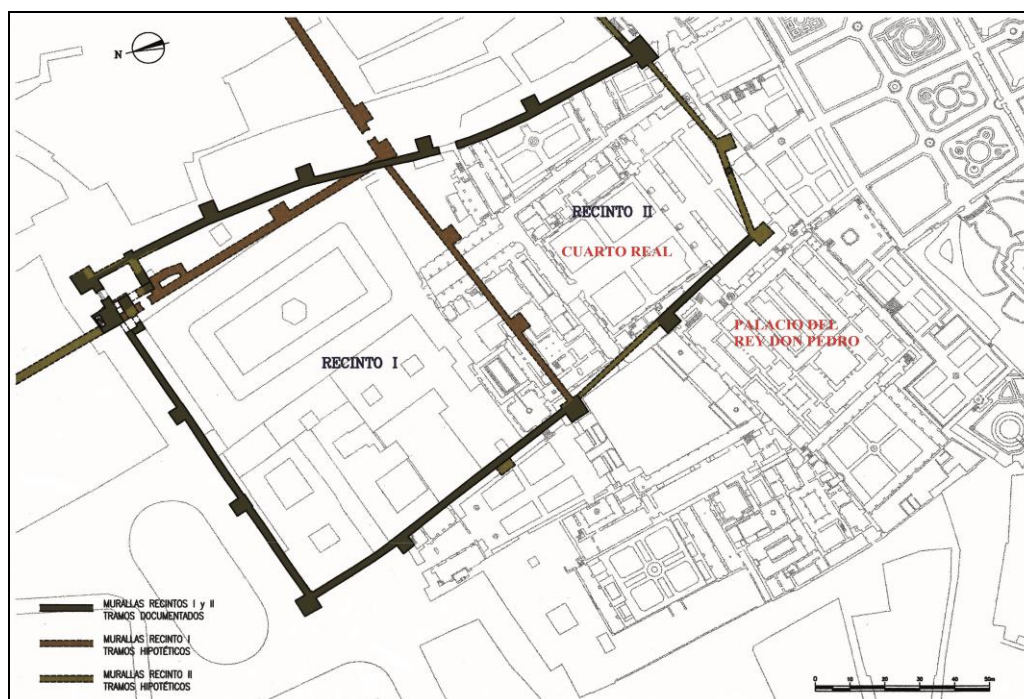 N
RECINTO II
CUARTO REAL
PALACIO DEL
REY DON PEDRO
RECINTO I
MURALLAS RECINTOS I y II
TRAMOS DOCUMENTADOS
MURALLAS RECINTO I
TRAMOS HIPOTÉTICOS
MURALLAS RECINTO II
TRAMOS HIPOTÉTICOS
0 10 20 30 40 50m